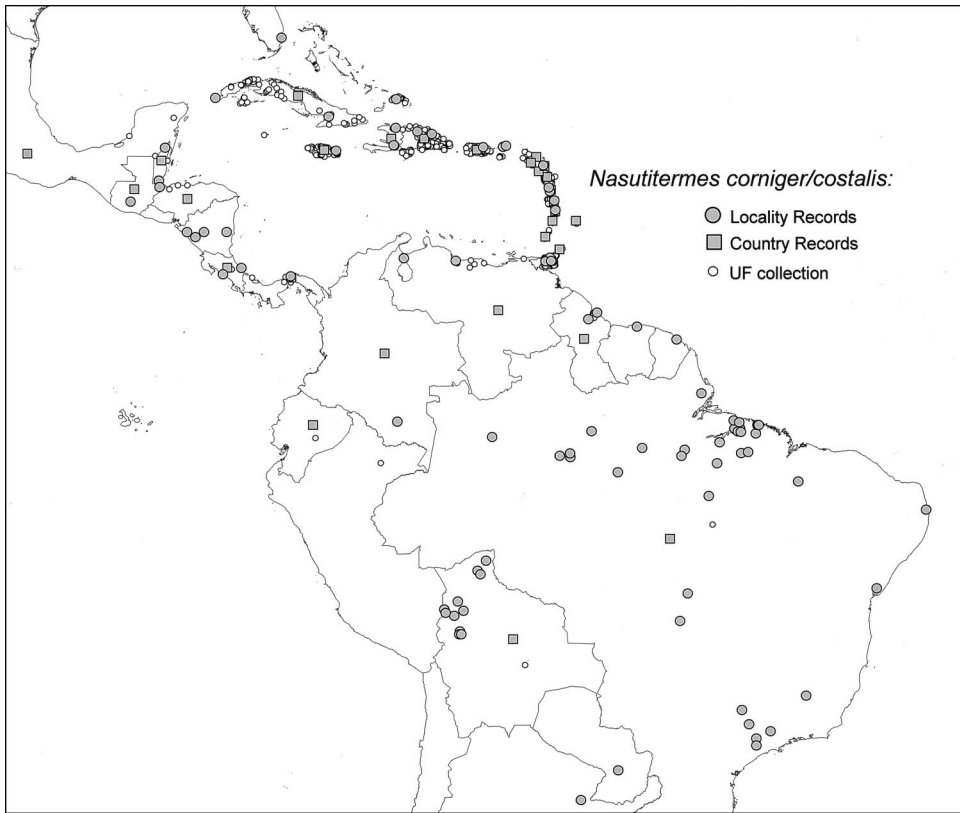 Nasutitermes corniger/costalis:
Locality Records
Country Records
UF collection